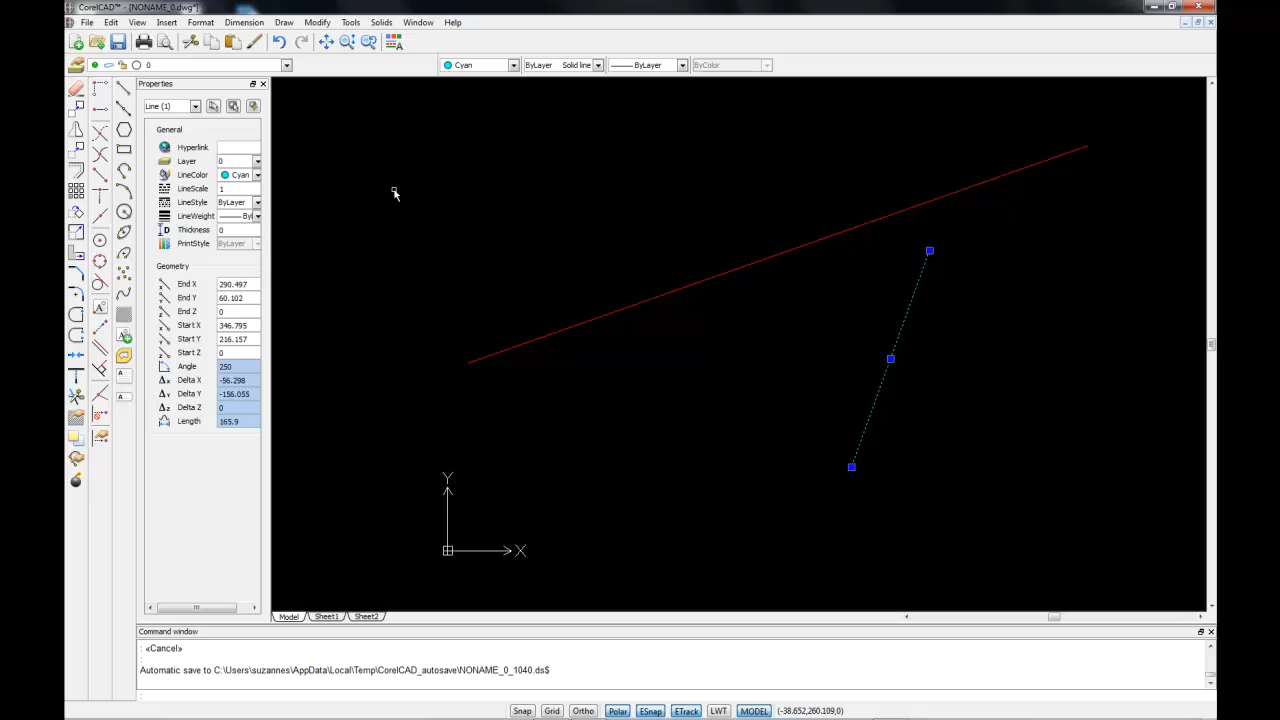 CorelCAD™ - [NONAME_0.dwg*]
File Edit View Insert Format Dimension Draw Modify Tools Solids Window Help
0 Cyan ByLayer Solid line ByLayer ByColor
Properties
Line (1)
General
Hyperlink
Layer 0
LineColor Cyan
LineScale 1
LineStyle ByLayer
LineWeight
Thickness 0
PrintStyle ByLayer
Geometry
End X 290.497
End Y 60.102
End Z 0
Start X 346.795
Start Y 216.157
Start Z 0
Angle 250
Delta X -56.298
Delta Y -156.055
Delta Z 0
Length 165.9
Y
X
Model Sheet1 Sheet2
Command window
: «Cancel»
:
Automatic save to C:\Users\suzannes\AppData\Local\Temp\CorelCAD_autosave\NONAME_0_1040.ds$
:
Snap Grid Ortho Polar ESnap ETrack LWT MODEL (-38.652,260.109,0)